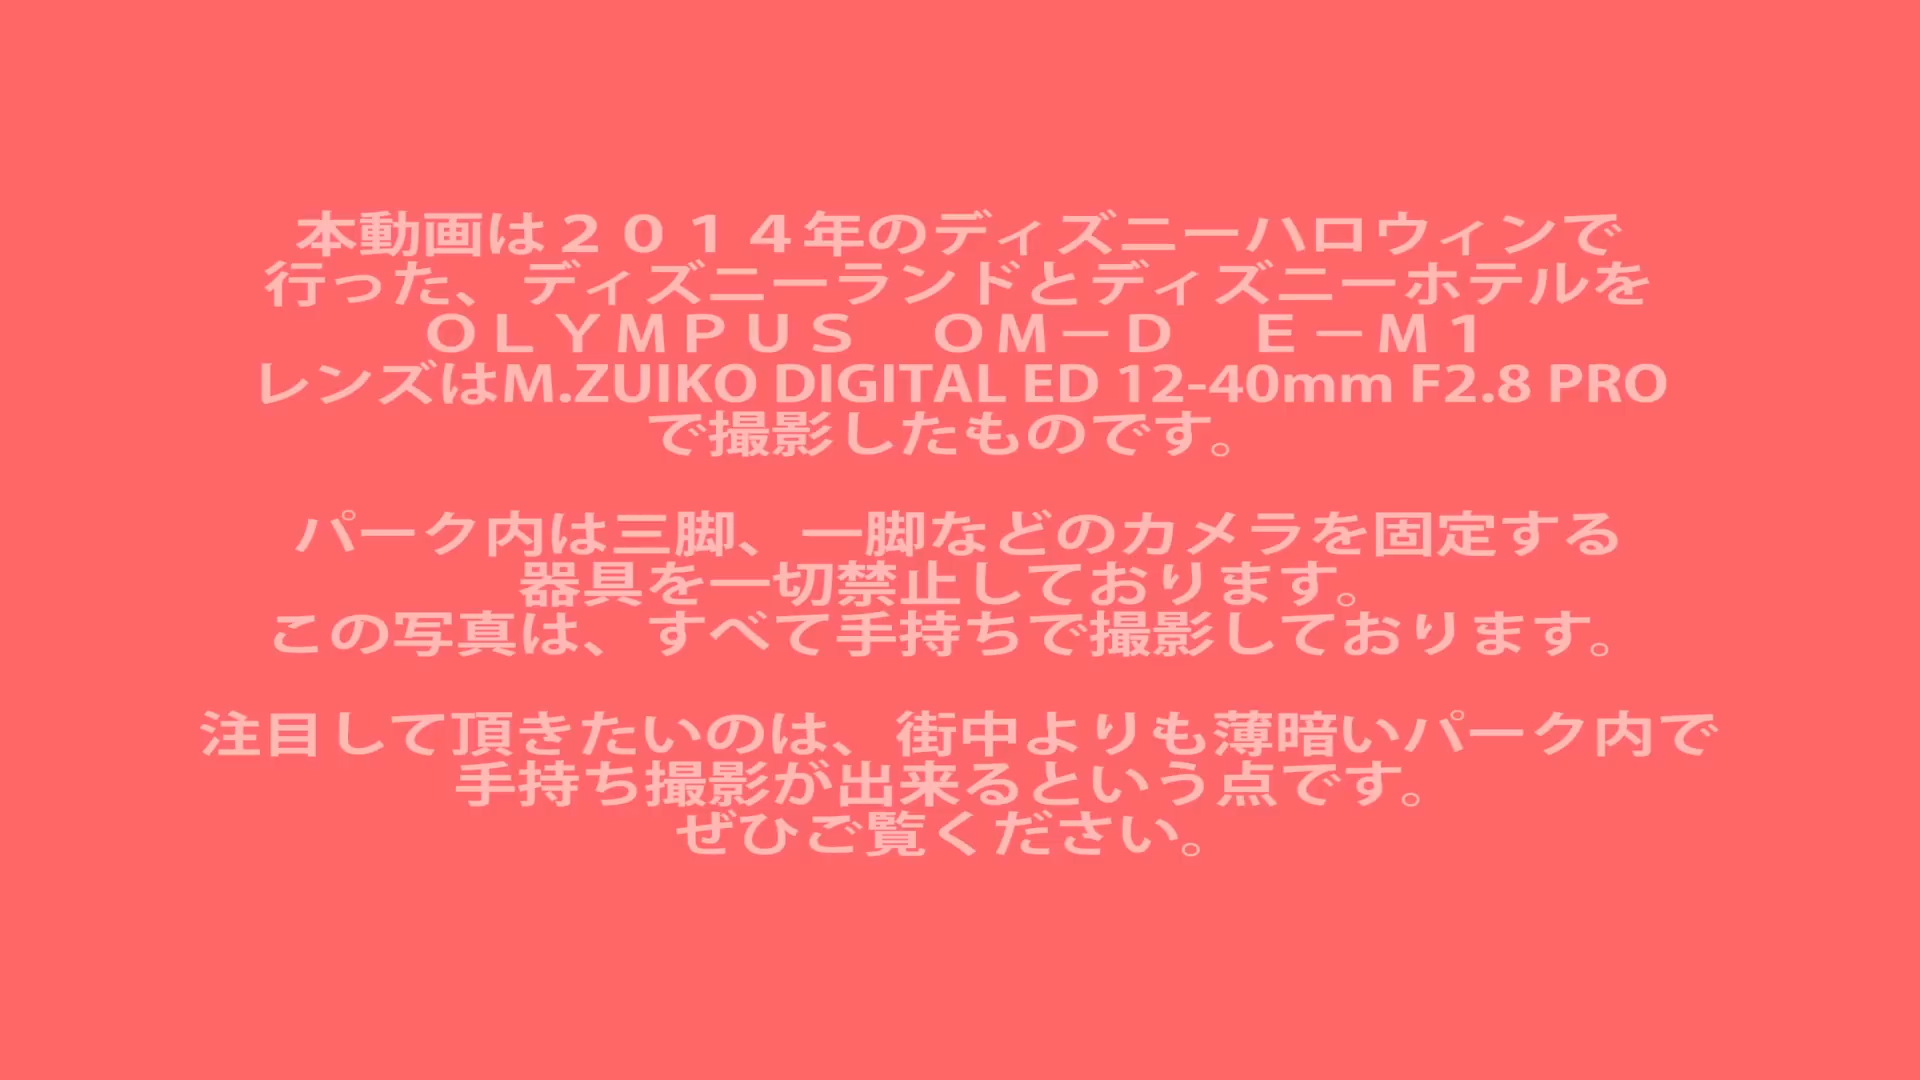 本動画は２０１４年のディズニーハロウィンで
行った、ディズニーランドとディズニーホテルを
ＯＬＹＭＰＵＳ　ＯＭ－Ｄ　Ｅ－Ｍ１
レンズはM.ZUIKO DIGITAL ED 12-40mm F2.8 PRO
で撮影したものです。
パーク内は三脚、一脚などのカメラを固定する
器具を一切禁止しております。
この写真は、すべて手持ちで撮影しております。
注目して頂きたいのは、街中よりも薄暗いパーク内で
手持ち撮影が出来るという点です。
ぜひご覧ください。